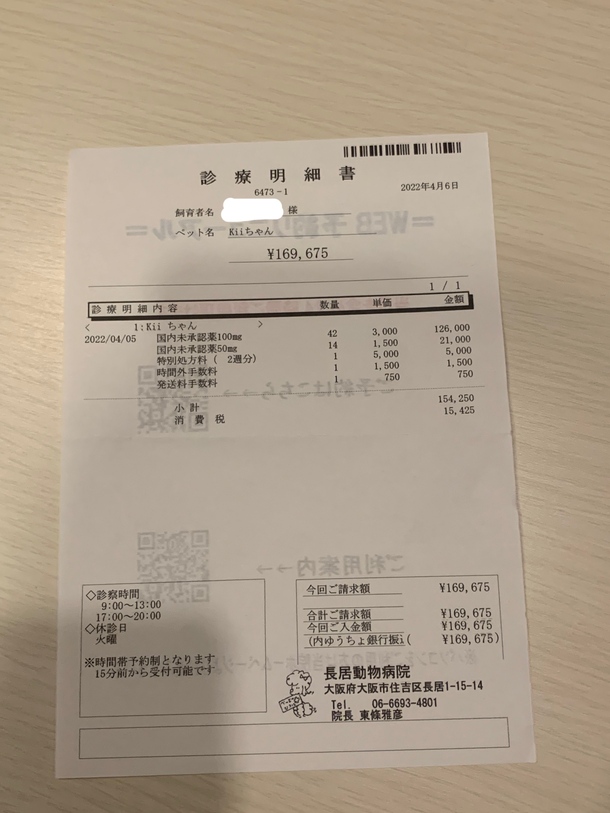 診療明細書
6473-1
2022年4月6日
飼育者名 様
ペット名 Kiiちゃん
¥169,675
1 / 1
診療明細内容 数量 単価 金額
< 1:Kii ちゃん >
2022/04/05 国内未承認薬100mg 42 3,000 126,000
国内未承認薬50mg 14 1,500 21,000
特別処方料 ( 2週分) 1 5,000 5,000
時間外手数料 1 1,500 1,500
発送料手数料 1 750 750
小計 154,250
消費税 15,425
◇診察時間
9:00~13:00
17:00~20:00
◇休診日
火曜
※時間帯予約制となります
15分前から受付可能です
今回ご請求額 ¥169,675
合計ご請求額 ¥169,675
今回ご入金額 ¥169,675
(内ゆうちょ銀行振i( ¥169,675)
長居動物病院
大阪府大阪市住吉区長居1-15-14
Tel. 06-6693-4801
院長 東條雅彦